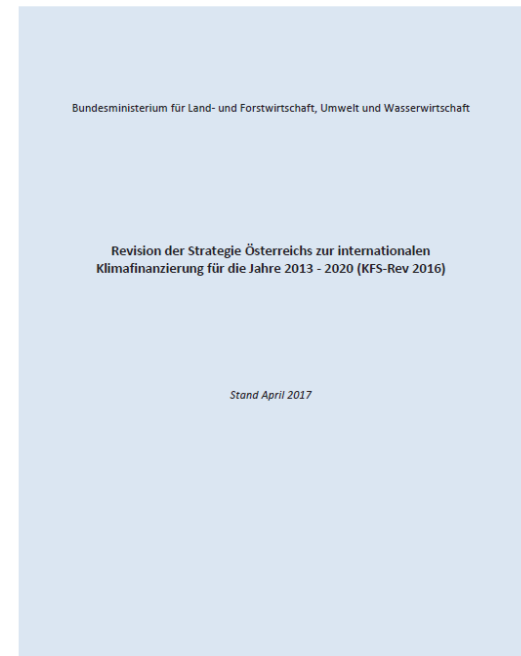 Bundesministerium für Land- und Forstwirtschaft, Umwelt und Wasserwirtschaft
Revision der Strategie Österreichs zur internationalen
Klimafinanzierung für die Jahre 2013 - 2020 (KFS-Rev 2016)
Stand April 2017